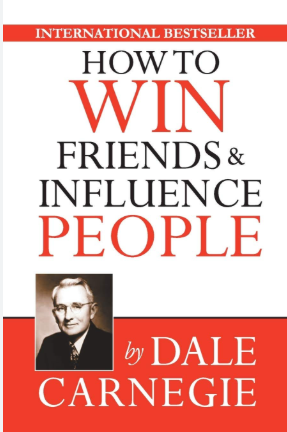 INTERNATIONAL BESTSELLER
HOW TO
WIN
FRIENDS &
INFLUENCE
PEOPLE
by DALE
CARNEGIE